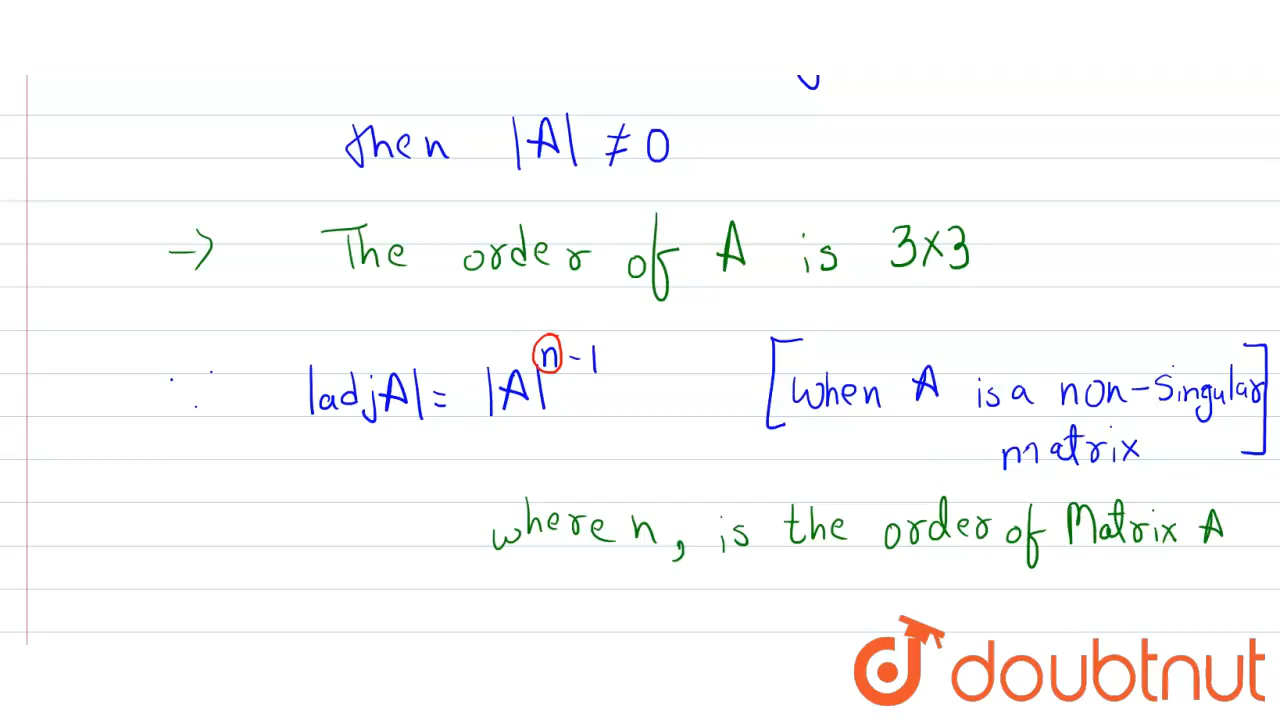 then |A| ≠ 0
→ The order of A is 3×3
∵ |adjA| = |A|^{n-1} [when A is a non-singular
matrix]
where n, is the order of Matrix A
doubtnut